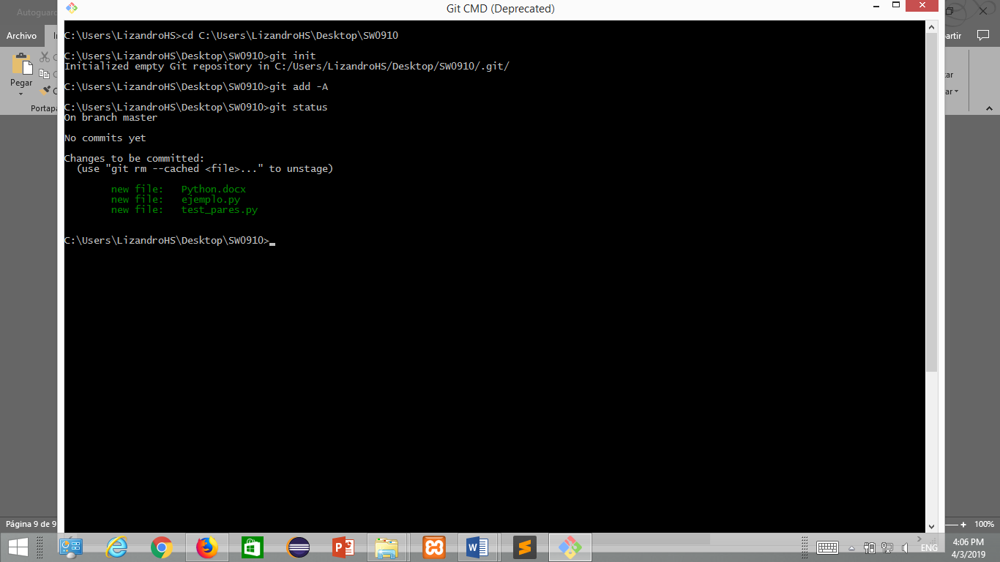 Autoguard
Git CMD (Deprecated)
Archivo
artir
Pegar
Portapa
tar
ar
C:\Users\LizandroHS>cd C:\Users\LizandroHS\Desktop\SW0910
C:\Users\LizandroHS\Desktop\SW0910>git init
Initialized empty Git repository in C:/Users/LizandroHS/Desktop/SW0910/.git/
C:\Users\LizandroHS\Desktop\SW0910>git add -A
C:\Users\LizandroHS\Desktop\SW0910>git status
On branch master
No commits yet
Changes to be committed:
(use "git rm --cached <file>..." to unstage)
new file:   Python.docx
new file:   ejemplo.py
new file:   test_pares.py
C:\Users\LizandroHS\Desktop\SW0910>
Página 9 de 9
100%
ENG
4:06 PM
4/3/2019